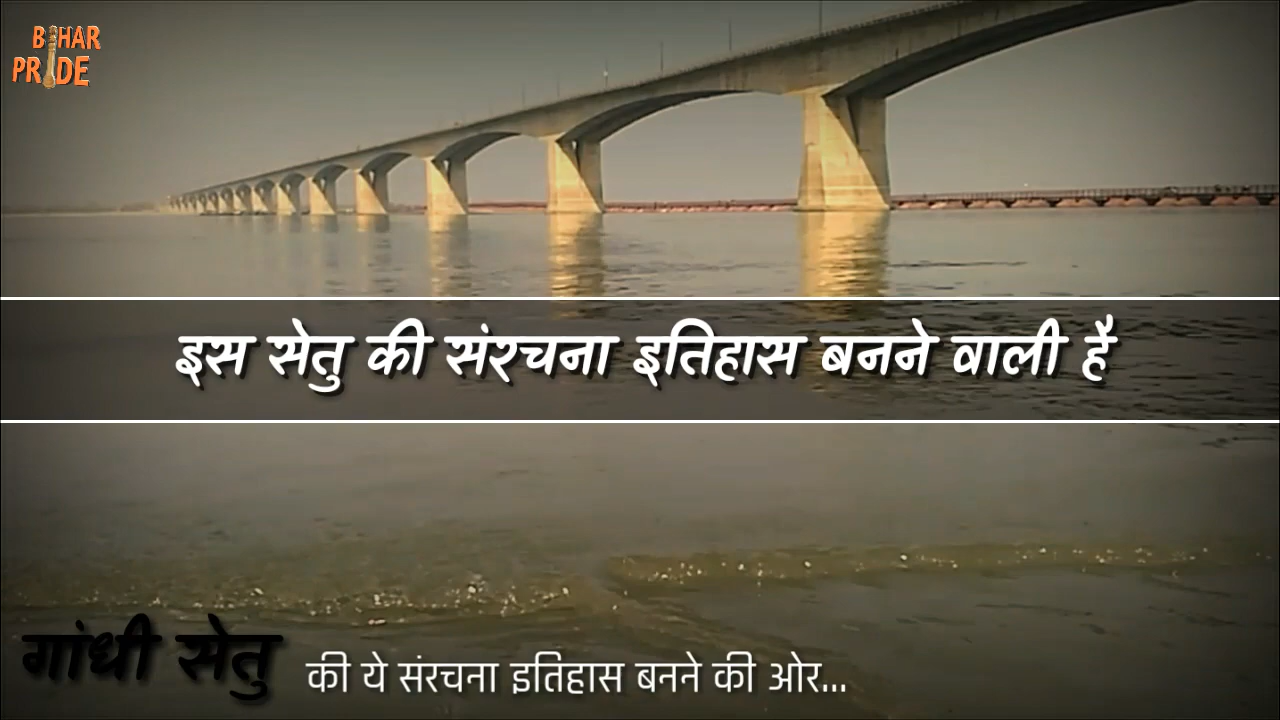 BIHAR
PRIDE
इस सेतु की संरचना इतिहास बनने वाली है
गांधी सेतु की ये संरचना इतिहास बनने की ओर...